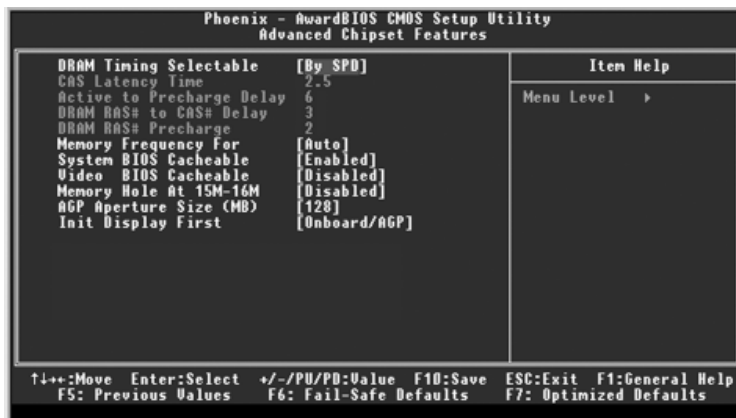 Phoenix - AwardBIOS CMOS Setup Utility
Advanced Chipset Features
DRAM Timing Selectable [By SPD]
CAS Latency Time 2.5
Active to Precharge Delay 6
DRAM RAS# to CAS# Delay 3
DRAM RAS# Precharge 2
Memory Frequency For [Auto]
System BIOS Cacheable [Enabled]
Video BIOS Cacheable [Disabled]
Memory Hole At 15M-16M [Disabled]
AGP Aperture Size (MB) [128]
Init Display First [Onboard/AGP]
Item Help
Menu Level ▸
↑↓→←:Move Enter:Select +/-/PU/PD:Value F10:Save ESC:Exit F1:General Help
F5: Previous Values F6: Fail-Safe Defaults F7: Optimized Defaults